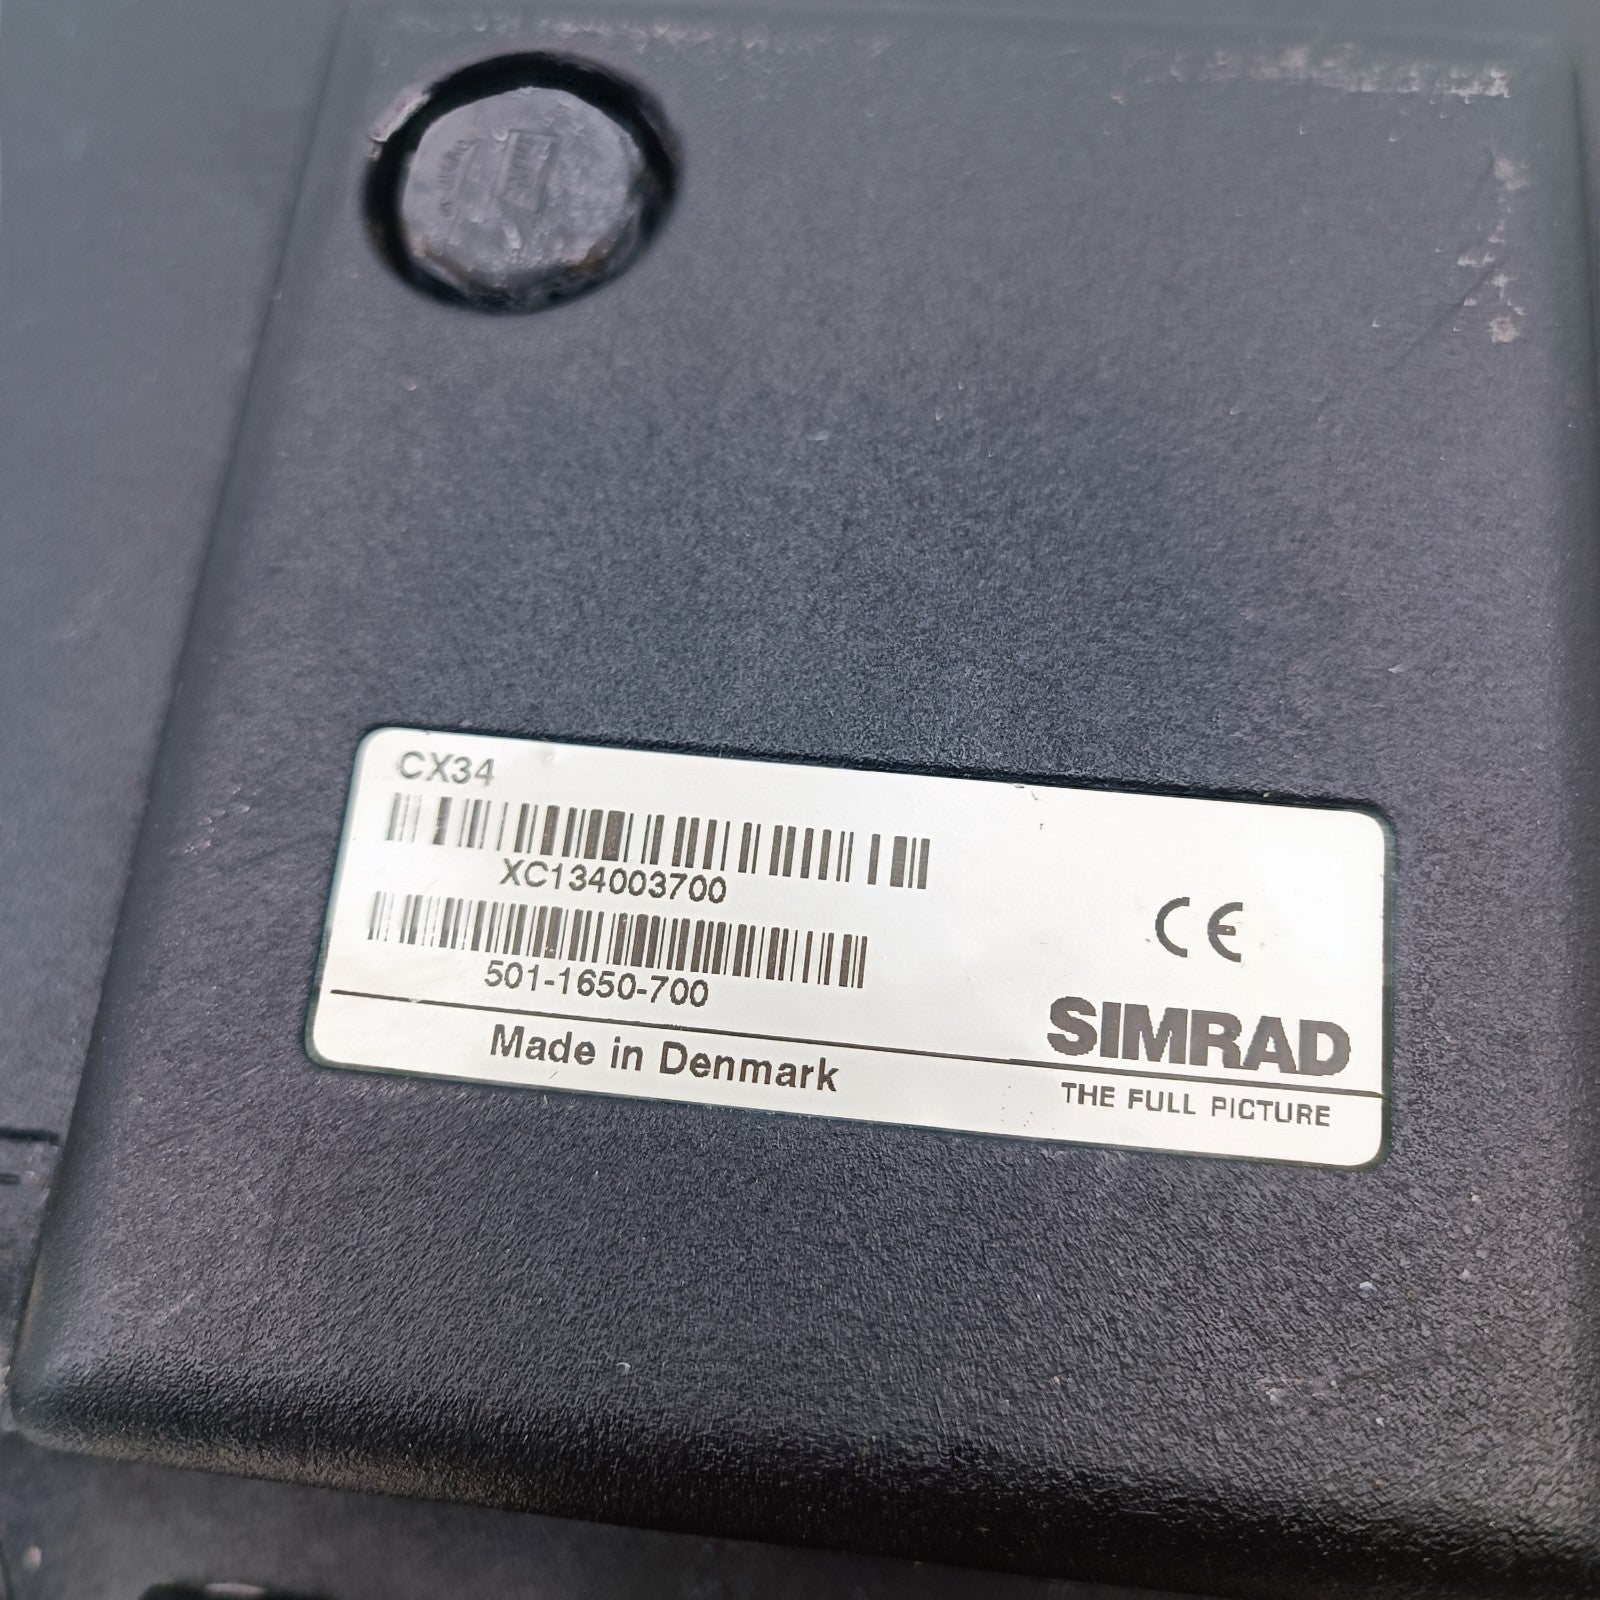 CX34
XC134003700
501-1650-700
CE
SIMRAD
Made in Denmark
THE FULL PICTURE